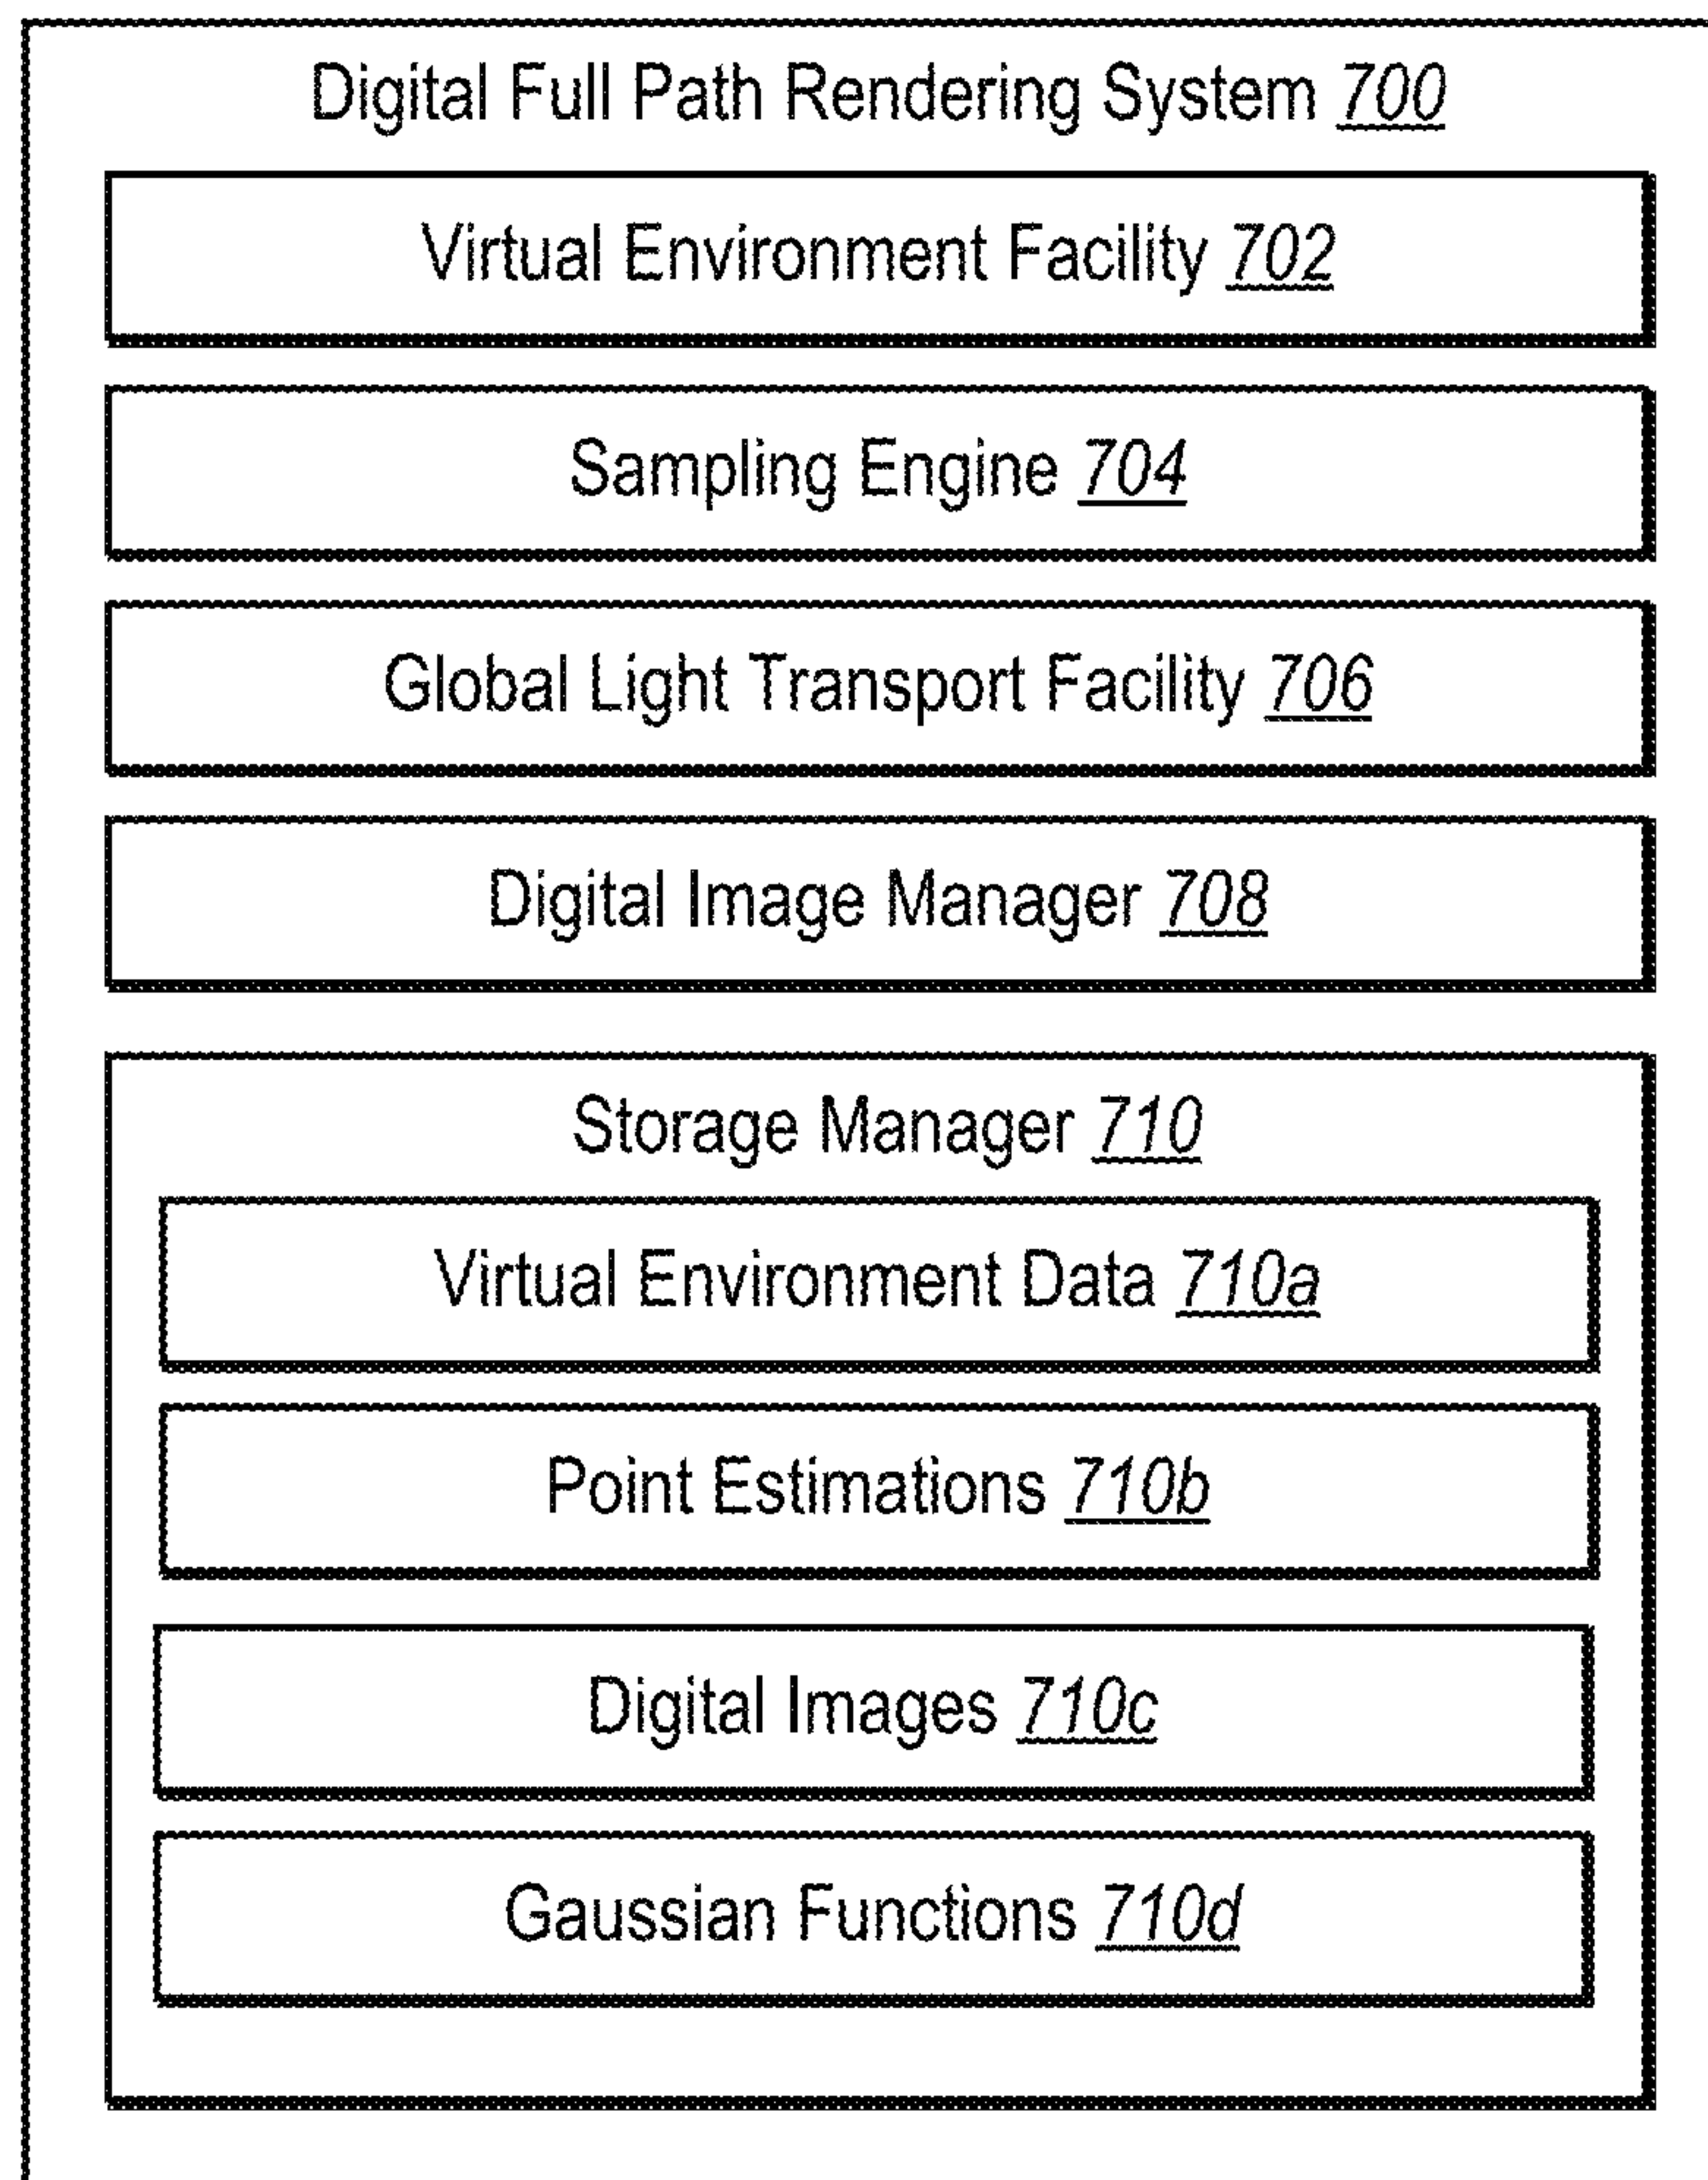 Digital Full Path Rendering System 700
Virtual Environment Facility 702
Sampling Engine 704
Global Light Transport Facility 706
Digital Image Manager 708
Storage Manager 710
Virtual Environment Data 710a
Point Estimations 710b
Digital Images 710c
Gaussian Functions 710d